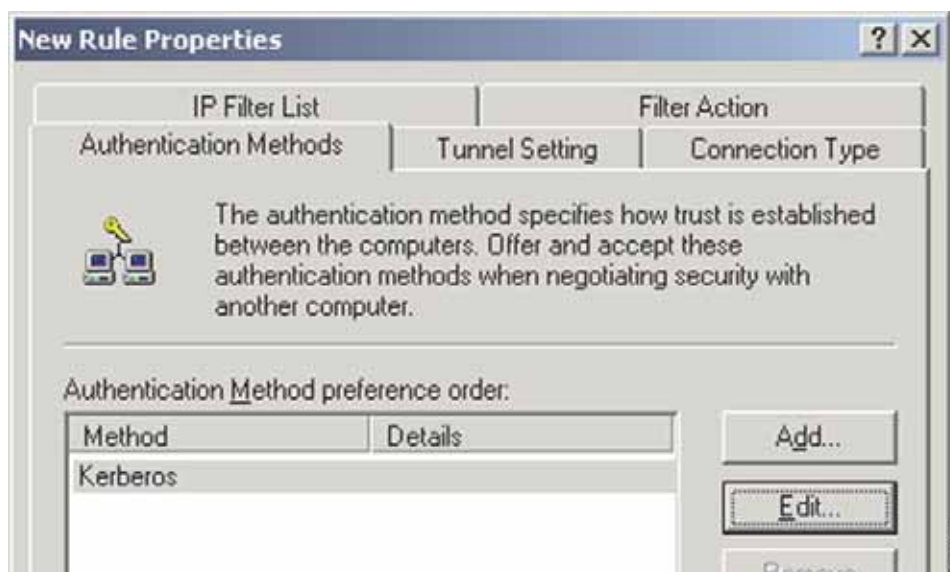 New Rule Properties
IP Filter List
Filter Action
Authentication Methods
Tunnel Setting
Connection Type
The authentication method specifies how trust is established
between the computers. Offer and accept these
authentication methods when negotiating security with
another computer.
Authentication Method preference order:
Method
Details
Add...
Kerberos
Edit...